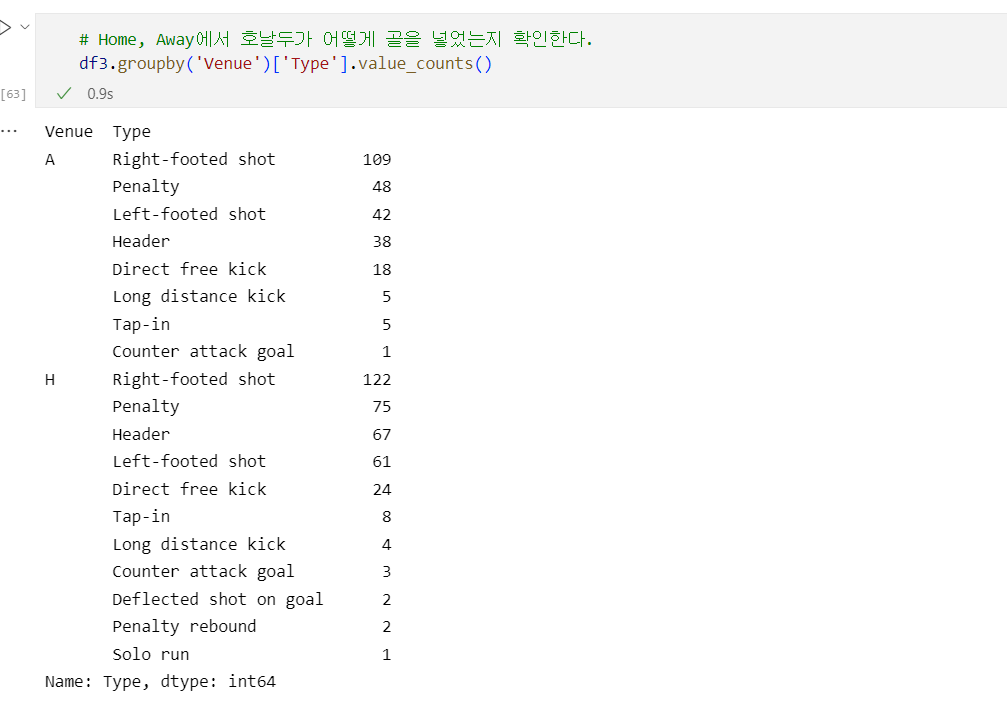 # Home, Away에서 호날두가 어떻게 골을 넣었는지 확인한다.
df3.groupby('Venue')['Type'].value_counts()
[63] ✓ 0.9s
... Venue Type
A Right-footed shot 109
Penalty 48
Left-footed shot 42
Header 38
Direct free kick 18
Long distance kick 5
Tap-in 5
Counter attack goal 1
H Right-footed shot 122
Penalty 75
Header 67
Left-footed shot 61
Direct free kick 24
Tap-in 8
Long distance kick 4
Counter attack goal 3
Deflected shot on goal 2
Penalty rebound 2
Solo run 1
Name: Type, dtype: int64